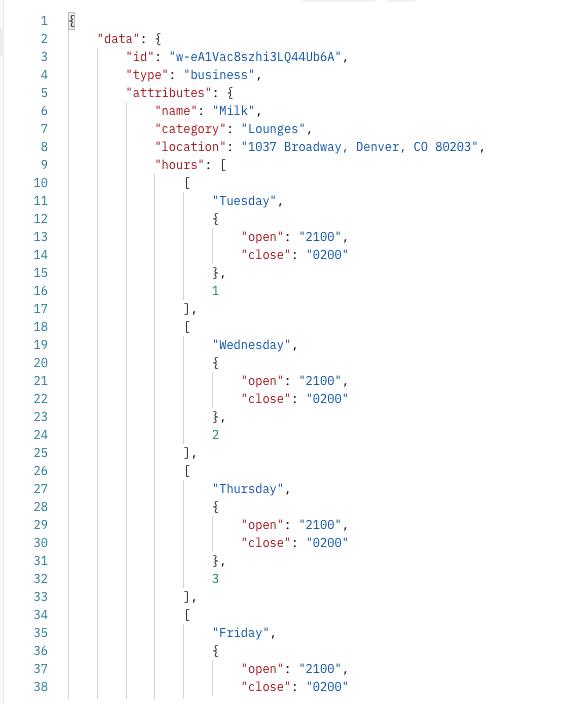 1 {
2 "data": {
3 "id": "w-eA1Vac8szhi3LQ44Ub6A",
4 "type": "business",
5 "attributes": {
6 "name": "Milk",
7 "category": "Lounges",
8 "location": "1037 Broadway, Denver, CO 80203",
9 "hours": [
10 [
11 "Tuesday",
12 {
13 "open": "2100",
14 "close": "0200"
15 },
16 1
17 ],
18 [
19 "Wednesday",
20 {
21 "open": "2100",
22 "close": "0200"
23 },
24 2
25 ],
26 [
27 "Thursday",
28 {
29 "open": "2100",
30 "close": "0200"
31 },
32 3
33 ],
34 [
35 "Friday",
36 {
37 "open": "2100",
38 "close": "0200"